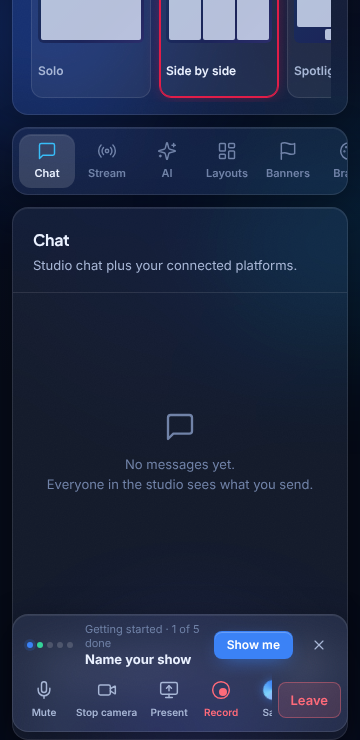 Solo
Side by side
Spotlig
Chat
Stream
AI
Layouts
Banners
Bra
Chat
Studio chat plus your connected platforms.
No messages yet.
Everyone in the studio sees what you send.
Getting started · 1 of 5
done
Name your show
Show me
Mute
Stop camera
Present
Record
Sa
Leave